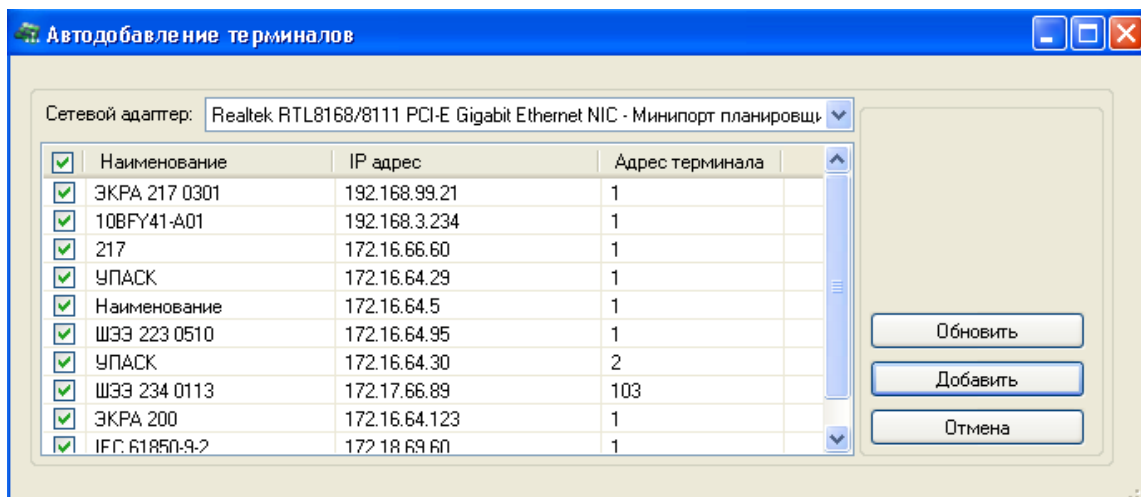 Автодобавление терминалов
Сетевой адаптер: Realtek RTL8168/8111 PCI-E Gigabit Ethernet NIC - Минипорт планировщи
Наименование IP адрес Адрес терминала
ЭКРА 217 0301 192.168.99.21 1
10BFY41-A01 192.168.3.234 1
217 172.16.66.60 1
УПАСК 172.16.64.29 1
Наименование 172.16.64.5 1
ШЭЭ 223 0510 172.16.64.95 1
УПАСК 172.16.64.30 2
ШЭЭ 234 0113 172.17.66.89 103
ЭКРА 200 172.16.64.123 1
IEC 61850-9-2 172.18.69.60 1
Обновить
Добавить
Отмена